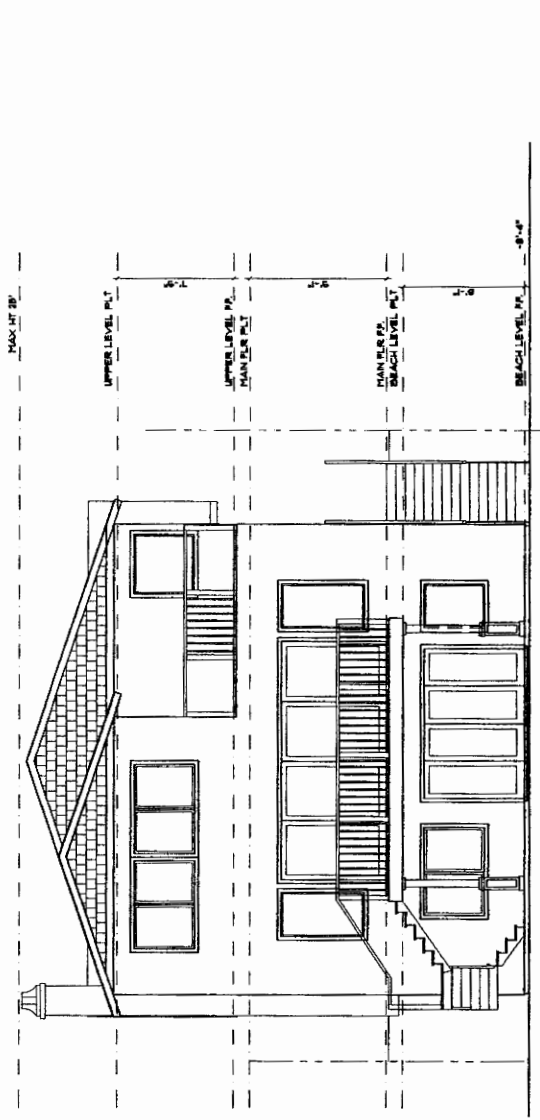 MAX HT 28'
UPPER LEVEL PLT
UPPER LEVEL F.F.
MAIN FLR PLT
MAIN FLR F.F.
BEACH LEVEL PLT
BEACH LEVEL F.F.